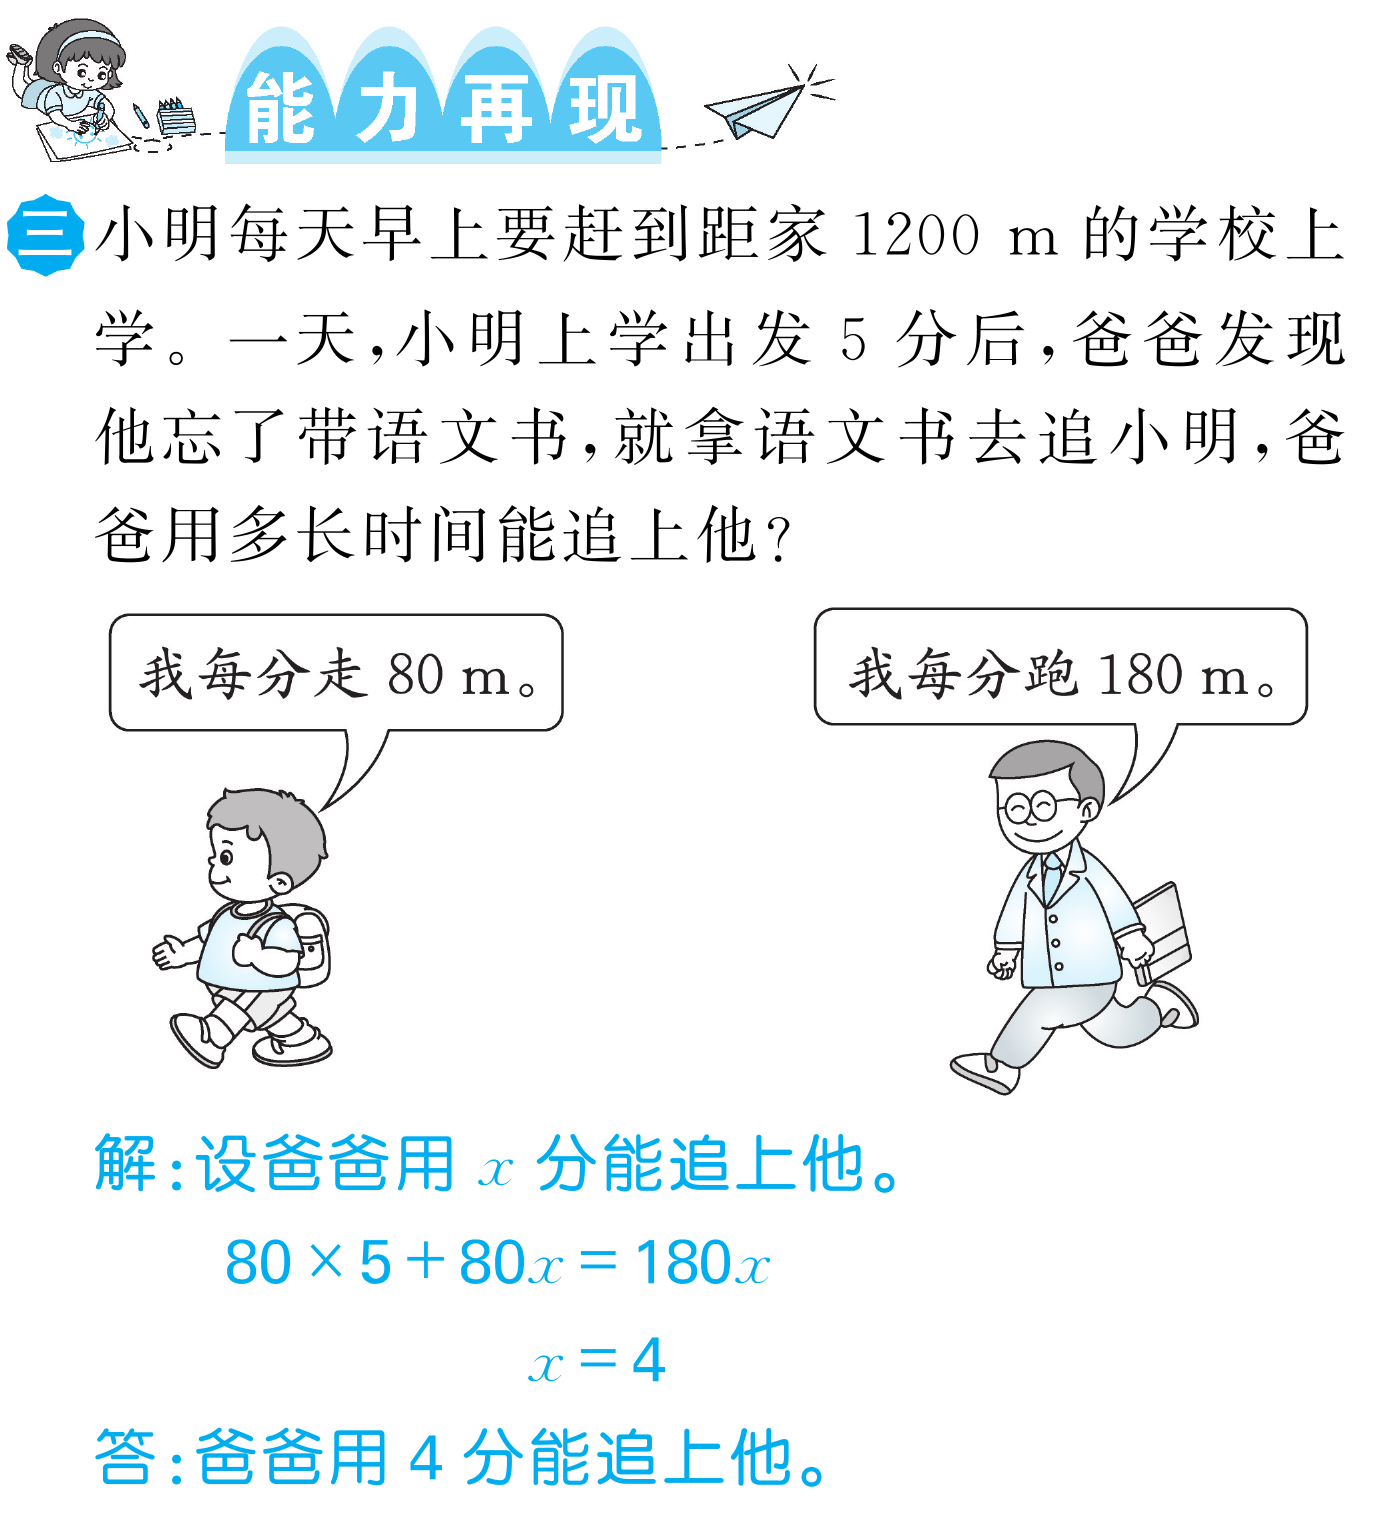 能力再现
三 小明每天早上要赶到距家 1200 m 的学校上
学。一天,小明上学出发 5 分后,爸爸发现
他忘了带语文书,就拿语文书去追小明,爸
爸用多长时间能追上他?
我每分走 80 m。
我每分跑 180 m。
解:设爸爸用 x 分能追上他。
80×5+80x=180x
x=4
答:爸爸用 4 分能追上他。